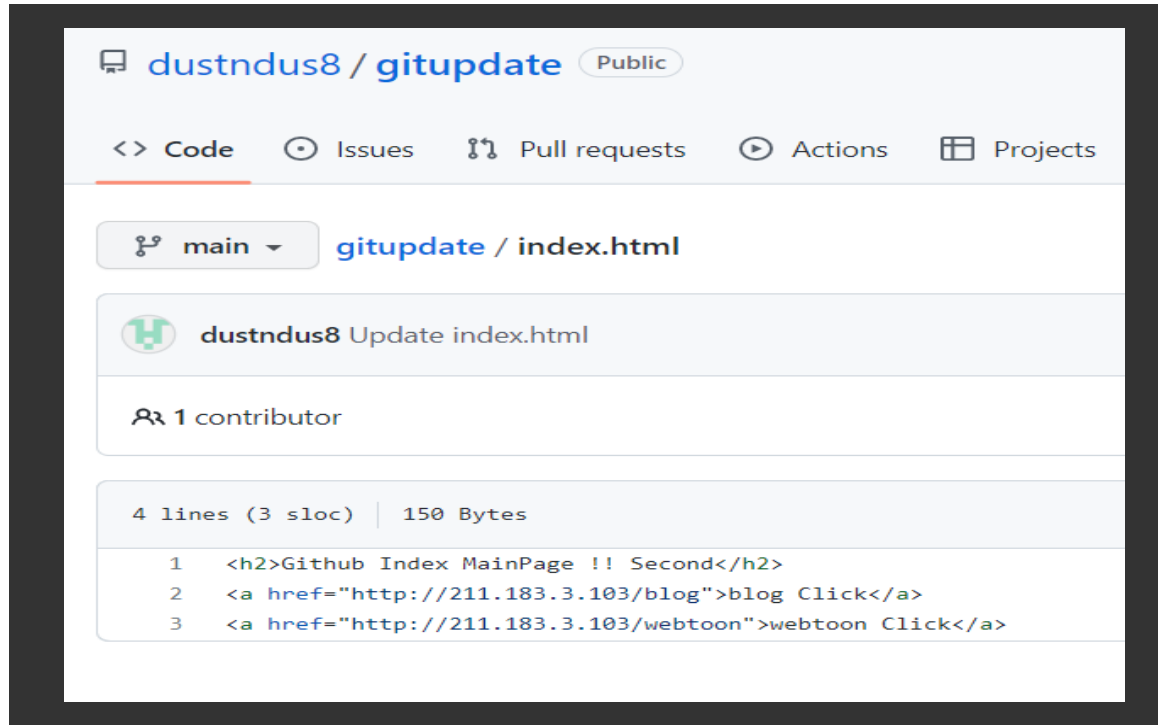 dustndus8 / gitupdate Public
<> Code Issues Pull requests Actions Projects
main gitupdate / index.html
dustndus8 Update index.html
1 contributor
4 lines (3 sloc) 150 Bytes
1 <h2>Github Index MainPage !! Second</h2>
2 <a href="http://211.183.3.103/blog">blog Click</a>
3 <a href="http://211.183.3.103/webtoon">webtoon Click</a>